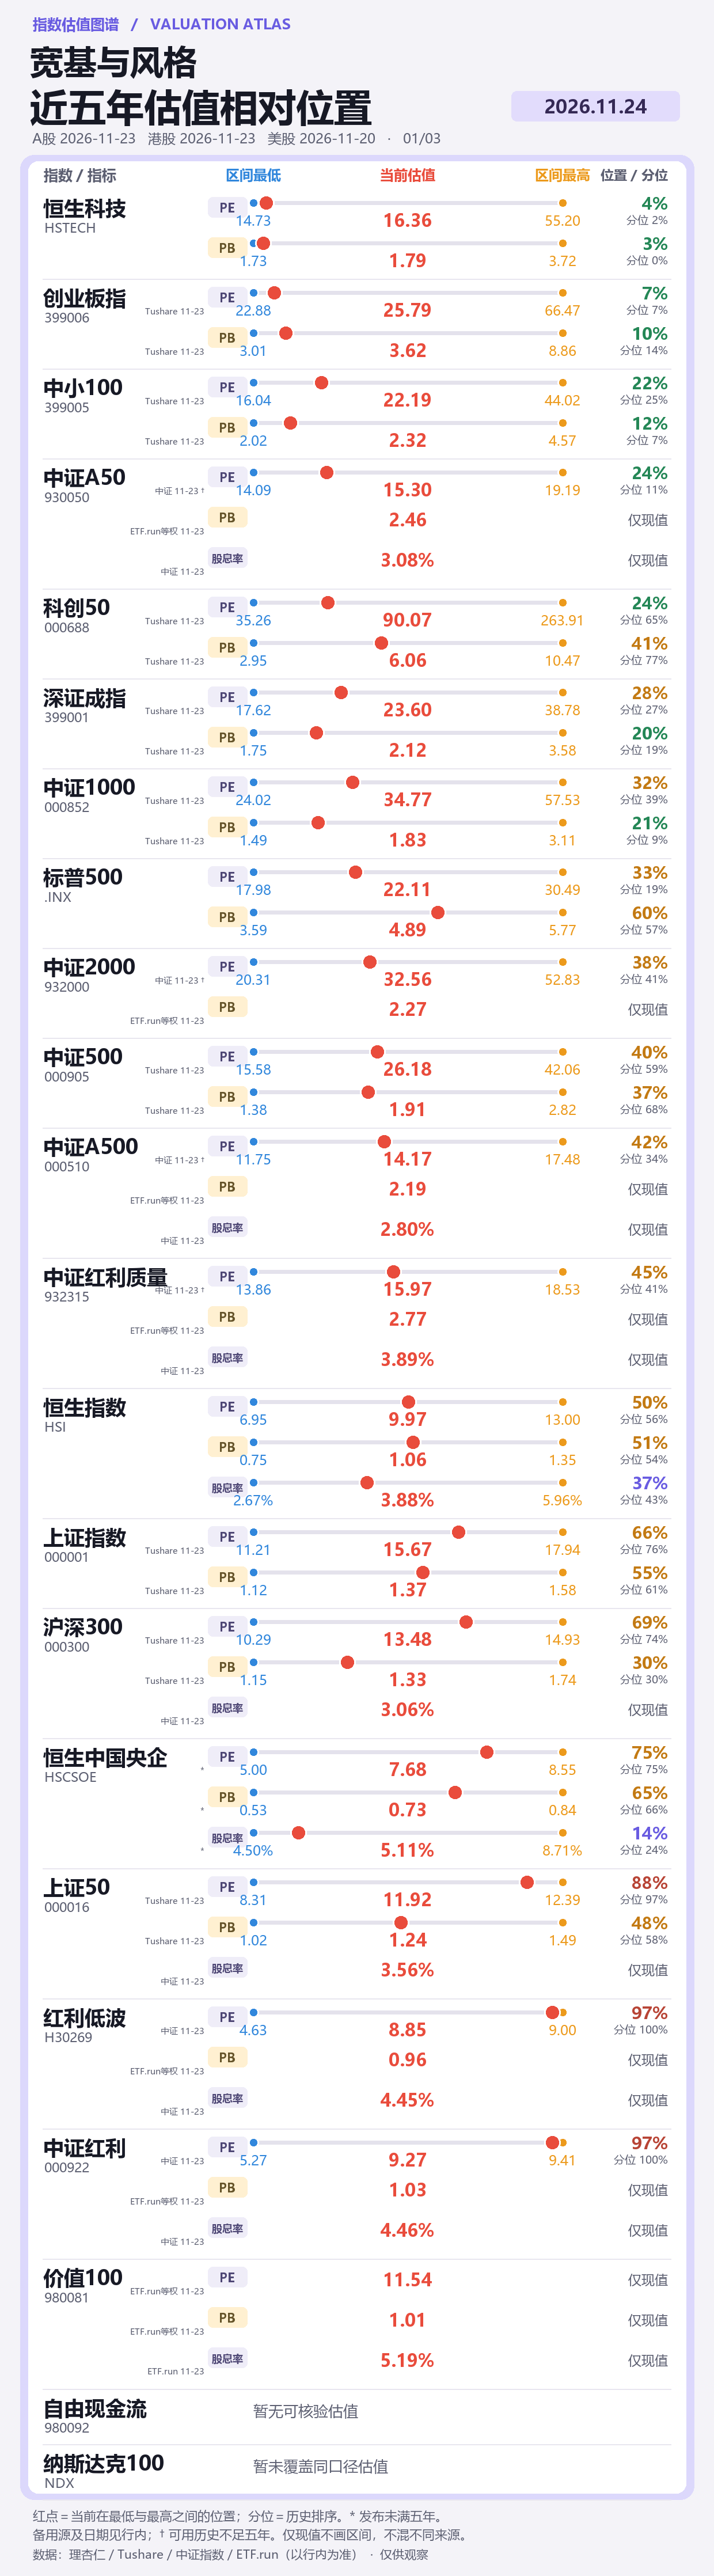 指数估值图谱 / VALUATION ATLAS
宽基与风格
近五年估值相对位置
2026.11.24
A股 2026-11-23 港股 2026-11-23 美股 2026-11-20 · 01/03
指数 / 指标 区间最低 当前估值 区间最高 位置 / 分位
恒生科技 PE 4%
HSTECH 14.73 16.36 55.20 分位 2%
PB 3%
1.73 1.79 3.72 分位 0%
创业板指 PE 7%
399006 Tushare 11-23 22.88 25.79 66.47 分位 7%
PB 10%
Tushare 11-23 3.01 3.62 8.86 分位 14%
中小100 PE 22%
399005 Tushare 11-23 16.04 22.19 44.02 分位 25%
PB 12%
Tushare 11-23 2.02 2.32 4.57 分位 7%
中证A50 PE 24%
930050 中证 11-23 † 14.09 15.30 19.19 分位 11%
PB 2.46 仅现值
ETF.run等权 11-23
股息率 3.08% 仅现值
中证 11-23
科创50 PE 24%
000688 Tushare 11-23 35.26 90.07 263.91 分位 65%
PB 41%
Tushare 11-23 2.95 6.06 10.47 分位 77%
深证成指 PE 28%
399001 Tushare 11-23 17.62 23.60 38.78 分位 27%
PB 20%
Tushare 11-23 1.75 2.12 3.58 分位 19%
中证1000 PE 32%
000852 Tushare 11-23 24.02 34.77 57.53 分位 39%
PB 21%
Tushare 11-23 1.49 1.83 3.11 分位 9%
标普500 PE 33%
.INX 17.98 22.11 30.49 分位 19%
PB 60%
3.59 4.89 5.77 分位 57%
中证2000 PE 38%
932000 中证 11-23 † 20.31 32.56 52.83 分位 41%
PB 2.27 仅现值
ETF.run等权 11-23
中证500 PE 40%
000905 Tushare 11-23 15.58 26.18 42.06 分位 59%
PB 37%
Tushare 11-23 1.38 1.91 2.82 分位 68%
中证A500 PE 42%
000510 中证 11-23 † 11.75 14.17 17.48 分位 34%
PB 2.19 仅现值
ETF.run等权 11-23
股息率 2.80% 仅现值
中证 11-23
中证红利质量 PE 45%
932315 中证 11-23 † 13.86 15.97 18.53 分位 41%
PB 2.77 仅现值
ETF.run等权 11-23
股息率 3.89% 仅现值
中证 11-23
恒生指数 PE 50%
HSI 6.95 9.97 13.00 分位 56%
PB 51%
0.75 1.06 1.35 分位 54%
股息率 37%
2.67% 3.88% 5.96% 分位 43%
上证指数 PE 66%
000001 Tushare 11-23 11.21 15.67 17.94 分位 76%
PB 55%
Tushare 11-23 1.12 1.37 1.58 分位 61%
沪深300 PE 69%
000300 Tushare 11-23 10.29 13.48 14.93 分位 74%
PB 30%
Tushare 11-23 1.15 1.33 1.74 分位 30%
股息率 3.06% 仅现值
中证 11-23
恒生中国央企 PE 75%
HSCSOE * 5.00 7.68 8.55 分位 75%
PB 65%
* 0.53 0.73 0.84 分位 66%
股息率 14%
* 4.50% 5.11% 8.71% 分位 24%
上证50 PE 88%
000016 Tushare 11-23 8.31 11.92 12.39 分位 97%
PB 48%
Tushare 11-23 1.02 1.24 1.49 分位 58%
股息率 3.56% 仅现值
中证 11-23
红利低波 PE 97%
H30269 中证 11-23 4.63 8.85 9.00 分位 100%
PB 0.96 仅现值
ETF.run等权 11-23
股息率 4.45% 仅现值
中证 11-23
中证红利 PE 97%
000922 中证 11-23 5.27 9.27 9.41 分位 100%
PB 1.03 仅现值
ETF.run等权 11-23
股息率 4.46% 仅现值
中证 11-23
价值100 PE 11.54 仅现值
980081 ETF.run等权 11-23
PB 1.01 仅现值
ETF.run等权 11-23
股息率 5.19% 仅现值
ETF.run 11-23
自由现金流 暂无可核验估值
980092
纳斯达克100 暂未覆盖同口径估值
NDX
红点＝当前在最低与最高之间的位置；分位＝历史排序。* 发布未满五年。
备用源及日期见行内；† 可用历史不足五年。仅现值不画区间，不混不同来源。
数据：理杏仁 / Tushare / 中证指数 / ETF.run（以行内为准） · 仅供观察